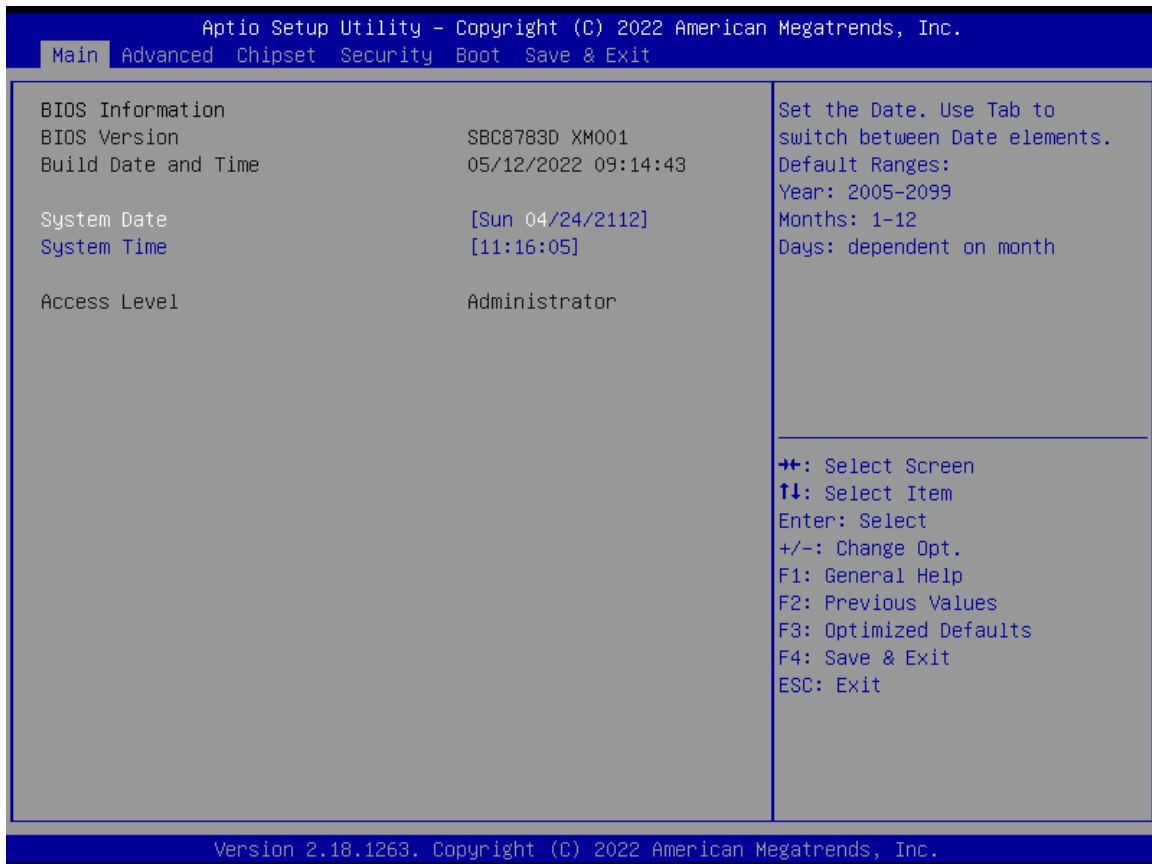 Aptio Setup Utility – Copyright (C) 2022 American Megatrends, Inc.
Main Advanced Chipset Security Boot Save & Exit
BIOS Information
BIOS Version SBC8783D XM001
Build Date and Time 05/12/2022 09:14:43
System Date [Sun 04/24/2112]
System Time [11:16:05]
Access Level Administrator
Set the Date. Use Tab to
switch between Date elements.
Default Ranges:
Year: 2005–2099
Months: 1–12
Days: dependent on month
→←: Select Screen
↑↓: Select Item
Enter: Select
+/–: Change Opt.
F1: General Help
F2: Previous Values
F3: Optimized Defaults
F4: Save & Exit
ESC: Exit
Version 2.18.1263. Copyright (C) 2022 American Megatrends, Inc.